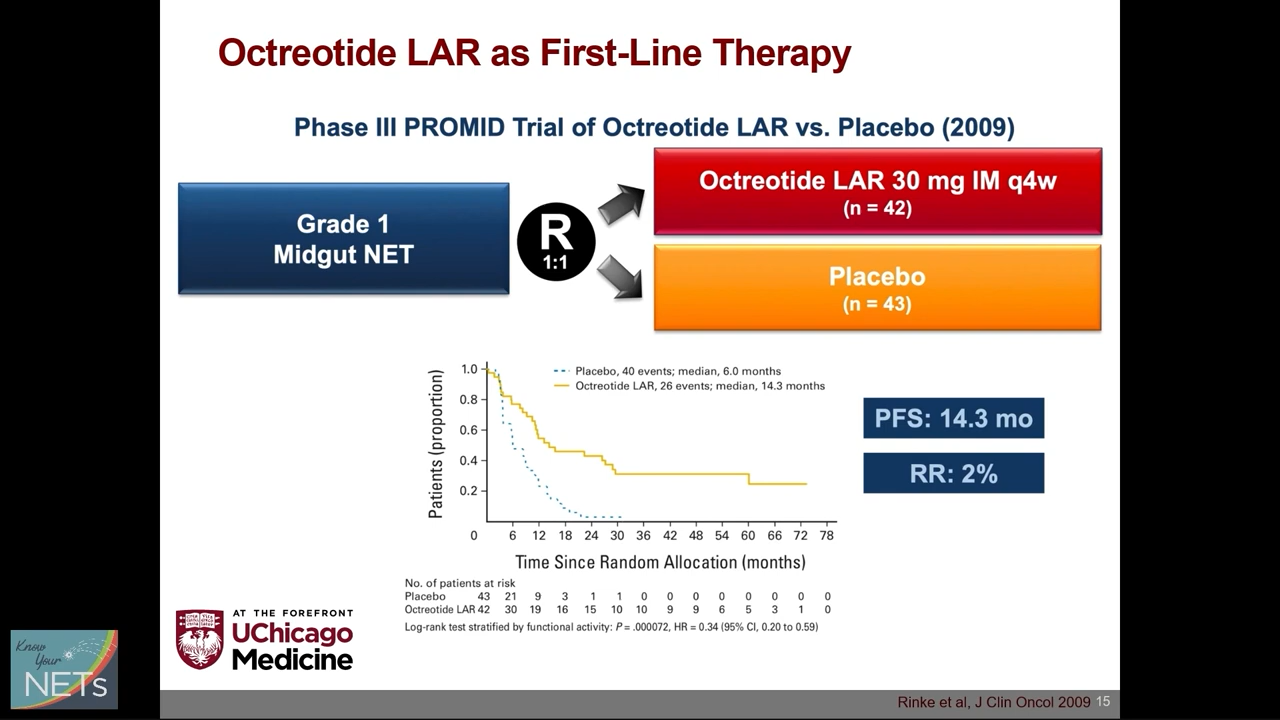 Octreotide LAR as First-Line Therapy
Phase III PROMID Trial of Octreotide LAR vs. Placebo (2009)
Grade 1
Midgut NET
R
1:1
Octreotide LAR 30 mg IM q4w
(n = 42)
Placebo
(n = 43)
Placebo, 40 events; median, 6.0 months
Octreotide LAR, 26 events; median, 14.3 months
Patients (proportion)
1.0
0.8
0.6
0.4
0.2
0 6 12 18 24 30 36 42 48 54 60 66 72 78
Time Since Random Allocation (months)
PFS: 14.3 mo
RR: 2%
No. of patients at risk
Placebo 43 21 9 3 1 1 0 0 0 0 0 0 0 0
Octreotide LAR 42 30 19 16 15 10 10 9 9 6 5 3 1 0
Log-rank test stratified by functional activity: P = .000072, HR = 0.34 (95% CI, 0.20 to 0.59)
AT THE FOREFRONT
UChicago
Medicine
Know
Your
NETs
Rinke et al, J Clin Oncol 2009 15